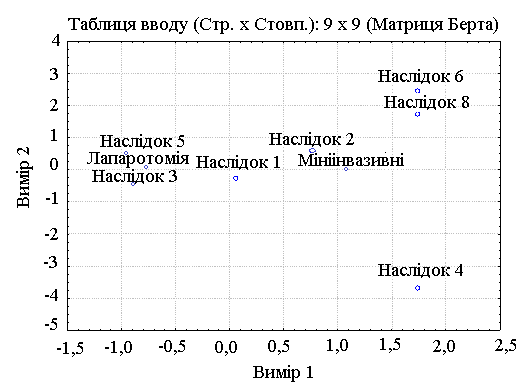 Таблиця вводу (Стр. x Стовп.): 9 x 9 (Матриця Берта)
4
3
Наслідок 6
2
Наслідок 8
1
Наслідок 5
Наслідок 2
0
Лапаротомія
Наслідок 1
Мініінвазивні
Наслідок 3
-1
-2
-3
Наслідок 4
-4
-5
Вимір 2
-1,5 -1,0 -0,5 0,0 0,5 1,0 1,5 2,0 2,5
Вимір 1